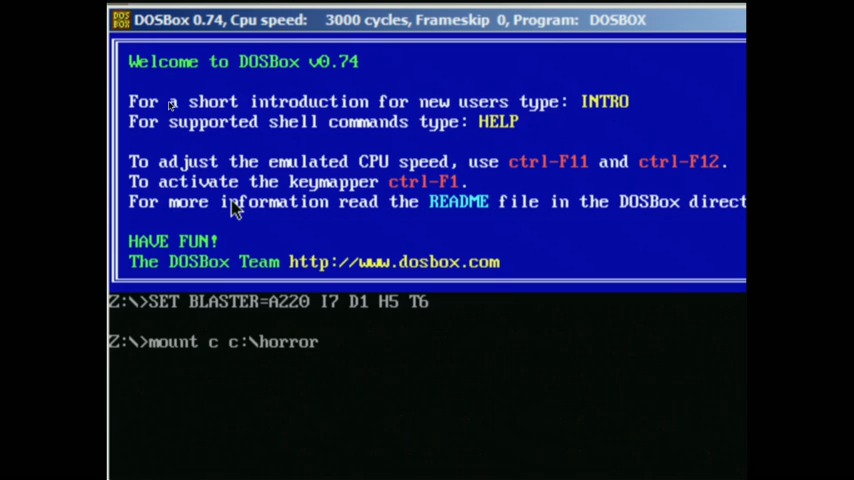 DOS BOX
DOSBox 0.74, Cpu speed: 3000 cycles, Frameskip 0, Program: DOSBOX
Welcome to DOSBox v0.74
For a short introduction for new users type: INTRO
For supported shell commands type: HELP
To adjust the emulated CPU speed, use ctrl-F11 and ctrl-F12.
To activate the keymapper ctrl-F1.
For more information read the README file in the DOSBox direct
HAVE FUN!
The DOSBox Team http://www.dosbox.com
Z:\>SET BLASTER=A220 I7 D1 H5 T6
Z:\>mount c c:\horror